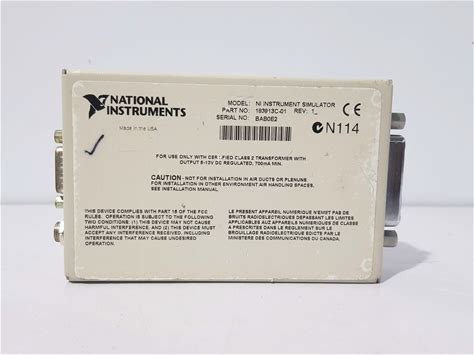 NATIONAL
INSTRUMENTS
Made in the USA
MODEL: NI INSTRUMENT SIMULATOR
PART NO: 183913C-01 REV: 1
SERIAL NO: BAB0E2
CE
N114
FOR USE ONLY WITH CERTIFIED CLASS 2 TRANSFORMER WITH
OUTPUT 5-12V DC REGULATED, 700mA MIN.
CAUTION - NOT FOR INSTALLATION IN AIR DUCTS OR PLENUMS.
FOR INSTALLATION IN OTHER ENVIRONMENT AIR HANDLING SPACES,
SEE INSTALLATION MANUAL.
THIS DEVICE COMPLIES WITH PART 15 OF THE FCC
RULES. OPERATION IS SUBJECT TO THE FOLLOWING
TWO CONDITIONS: (1) THIS DEVICE MAY NOT CAUSE
HARMFUL INTERFERENCE, AND (2) THIS DEVICE MUST
ACCEPT ANY INTERFERENCE RECEIVED, INCLUDING
INTERFERENCE THAT MAY CAUSE UNDESIRED
OPERATION.
LE PRESENT APPAREIL NUMERIQUE N'EMET PAS DE
BRUITS RADIOELECTRIQUES DEPASSANT LES LIMITES
APPLICABLES AUX APPAREILS NUMERIQUES DE CLASSE
A PRESCRITES DANS LE REGLEMENT SUR LE
BROUILLAGE RADIOELECTRIQUE EDICTE PAR LE
MINISTERE DES COMMUNICATIONS DU CANADA.